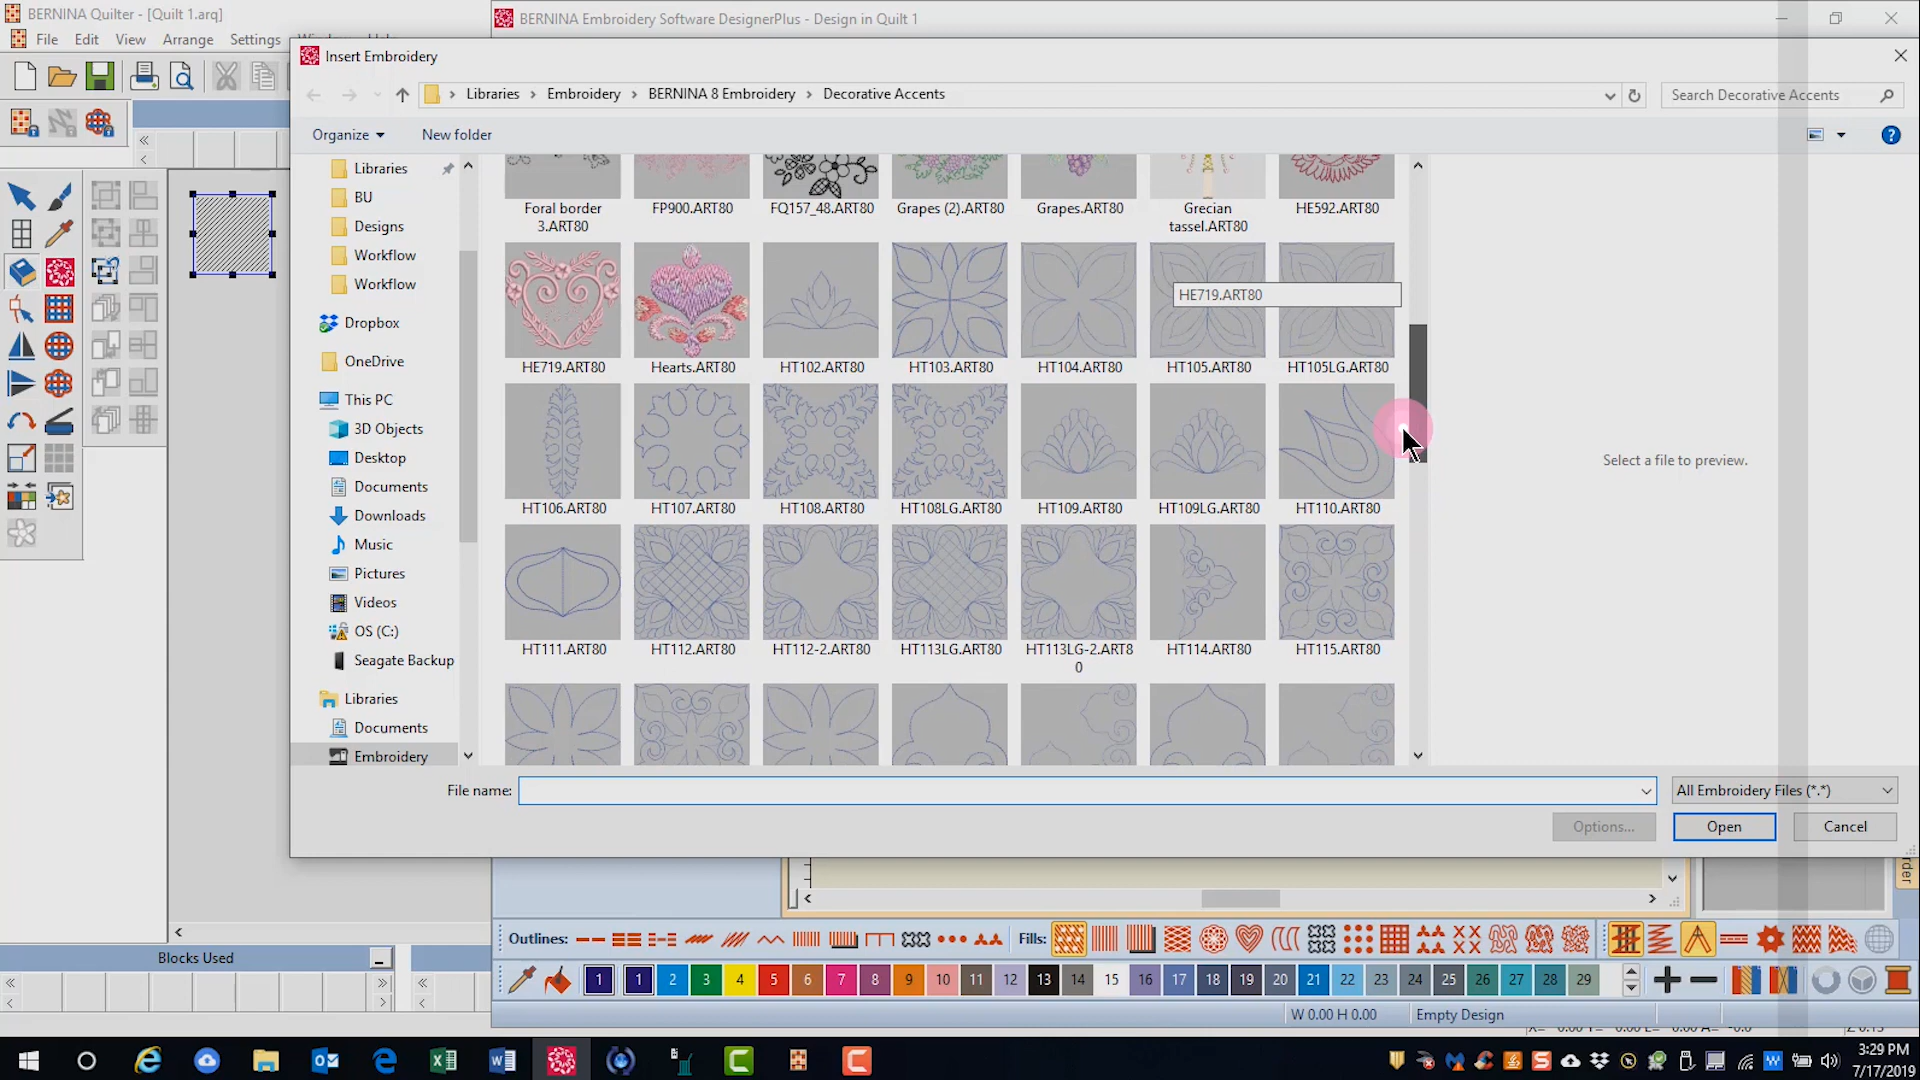 BERNINA Quilter - [Quilt 1.arq]
BERNINA Embroidery Software DesignerPlus - Design in Quilt 1
File Edit View Arrange Settings
Insert Embroidery
Libraries > Embroidery > BERNINA 8 Embroidery > Decorative Accents
Search Decorative Accents
Organize New folder
Libraries
BU
Designs
Workflow
Workflow
Dropbox
OneDrive
This PC
3D Objects
Desktop
Documents
Downloads
Music
Pictures
Videos
OS (C:)
Seagate Backup
Libraries
Documents
Embroidery
Foral border 3.ART80 FP900.ART80 FQ157_48.ART80 Grapes (2).ART80 Grapes.ART80 Grecian tassel.ART80 HE592.ART80
HE719.ART80
HE719.ART80 Hearts.ART80 HT102.ART80 HT103.ART80 HT104.ART80 HT105.ART80 HT105LG.ART80
HT106.ART80 HT107.ART80 HT108.ART80 HT108LG.ART80 HT109.ART80 HT109LG.ART80 HT110.ART80
HT111.ART80 HT112.ART80 HT112-2.ART80 HT113LG.ART80 HT113LG-2.ART80 HT114.ART80 HT115.ART80
Select a file to preview.
File name:
All Embroidery Files (*.*)
Options... Open Cancel
Outlines: Fills:
Blocks Used
1 1 2 3 4 5 6 7 8 9 10 11 12 13 14 15 16 17 18 19 20 21 22 23 24 25 26 27 28 29
W 0.00 H 0.00 Empty Design
3:29 PM
7/17/2019